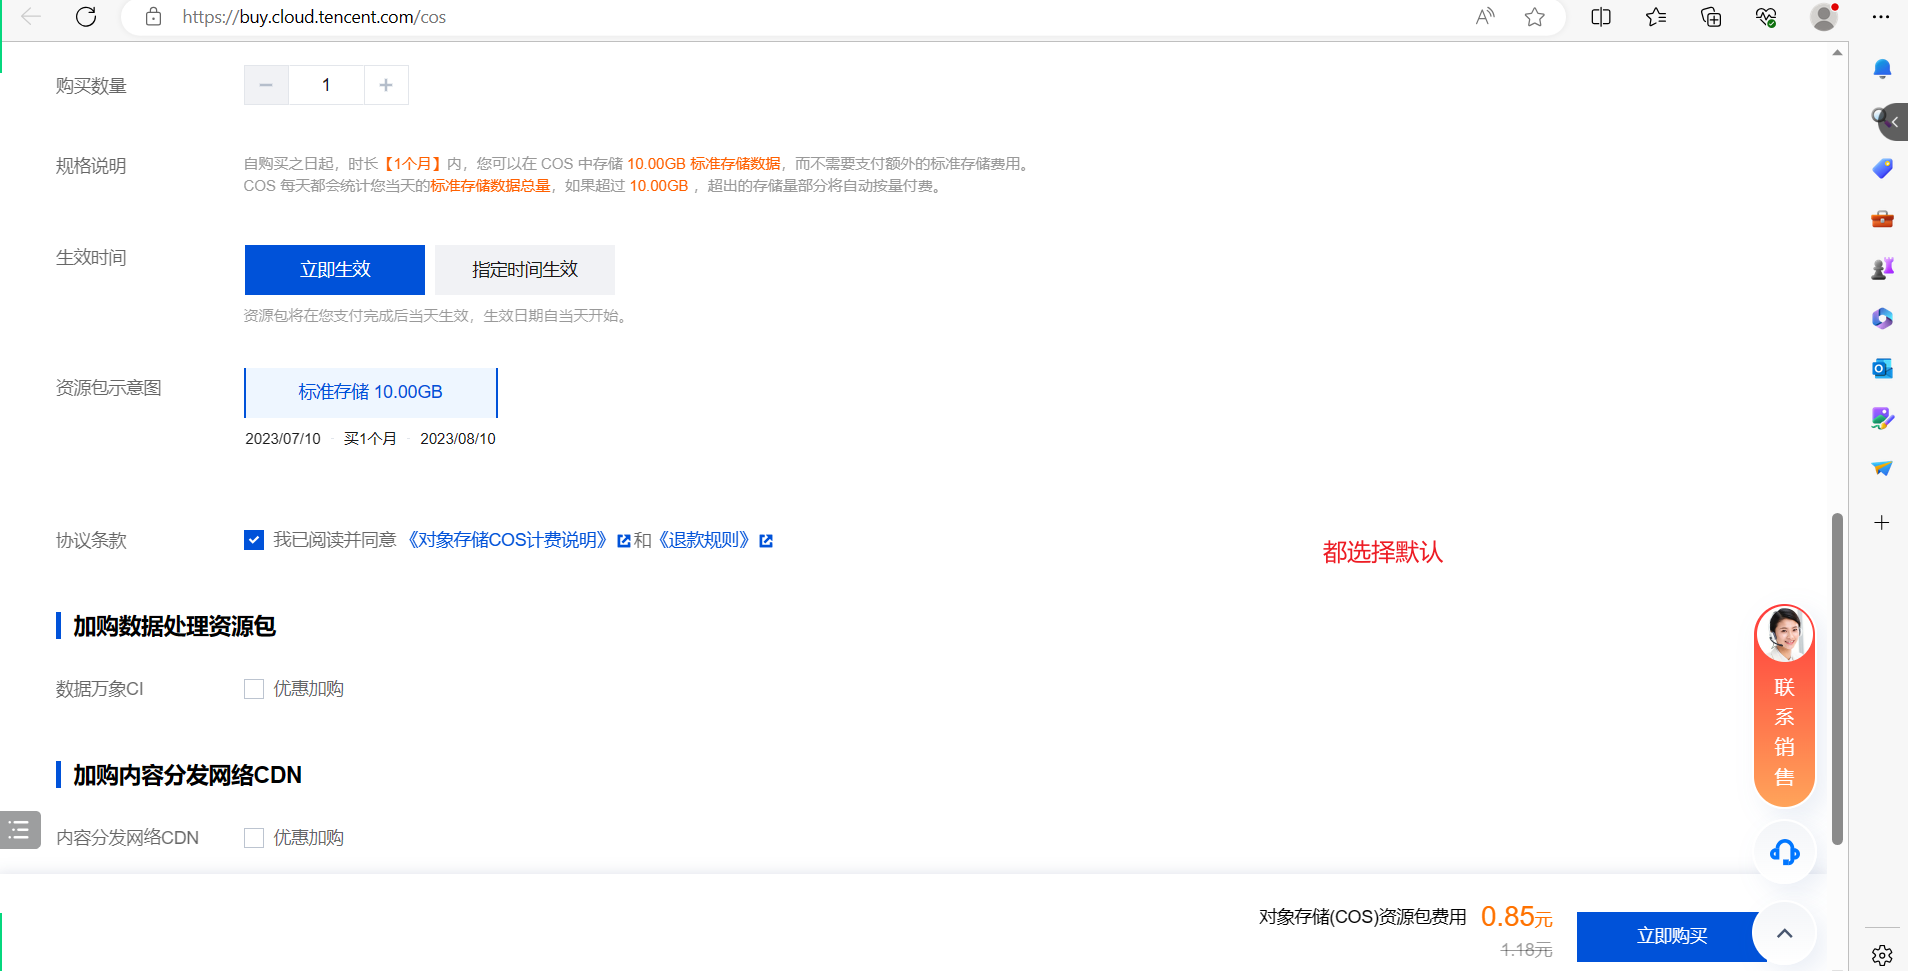 https://buy.cloud.tencent.com/cos
购买数量
1
规格说明
自购买之日起，时长【1个月】内，您可以在 COS 中存储 10.00GB 标准存储数据，而不需要支付额外的标准存储费用。
COS 每天都会统计您当天的标准存储数据总量，如果超过 10.00GB ，超出的存储量部分将自动按量付费。
生效时间
立即生效
指定时间生效
资源包将在您支付完成后当天生效，生效日期自当天开始。
资源包示意图
标准存储 10.00GB
2023/07/10
买1个月
2023/08/10
协议条款
我已阅读并同意《对象存储COS计费说明》和《退款规则》
都选择默认
加购数据处理资源包
数据万象CI
优惠加购
加购内容分发网络CDN
内容分发网络CDN
优惠加购
联
系
销
售
对象存储(COS)资源包费用 0.85元
1.18元
立即购买